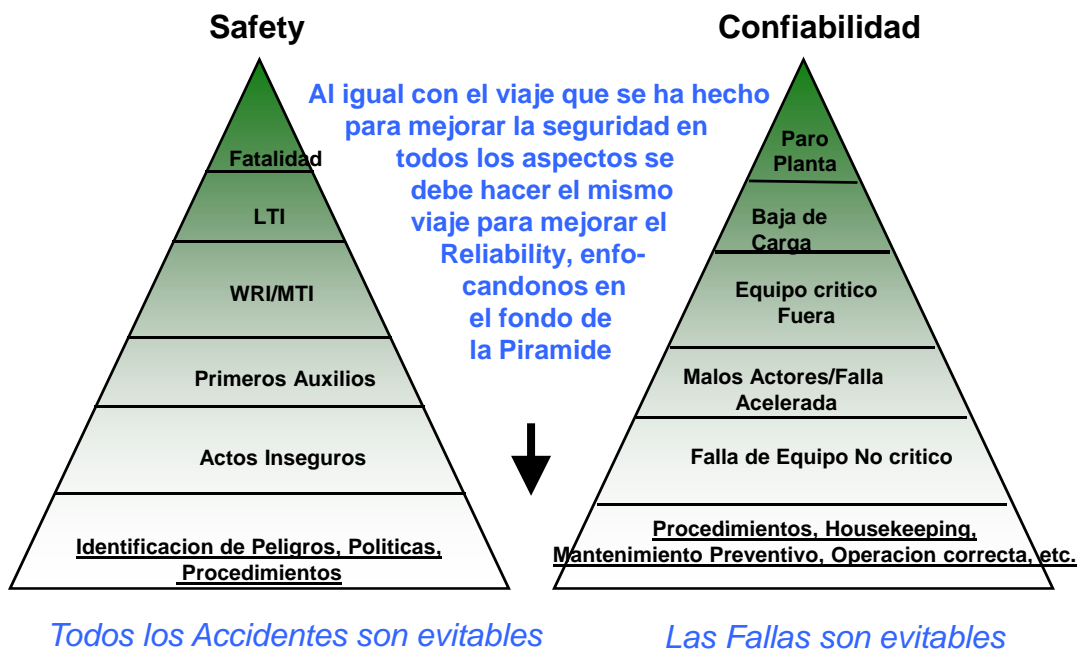 Safety
Confiabilidad
Al igual con el viaje que se ha hecho
para mejorar la seguridad en
todos los aspectos se
debe hacer el mismo
viaje para mejorar el
Reliability, enfo-
candonos en
el fondo de
la Piramide
Fatalidad
LTI
WRI/MTI
Primeros Auxilios
Actos Inseguros
Identificacion de Peligros, Politicas,
Procedimientos
Paro
Planta
Baja de
Carga
Equipo critico
Fuera
Malos Actores/Falla
Acelerada
Falla de Equipo No critico
Procedimientos, Housekeeping,
Mantenimiento Preventivo, Operacion correcta, etc.
Todos los Accidentes son evitables
Las Fallas son evitables